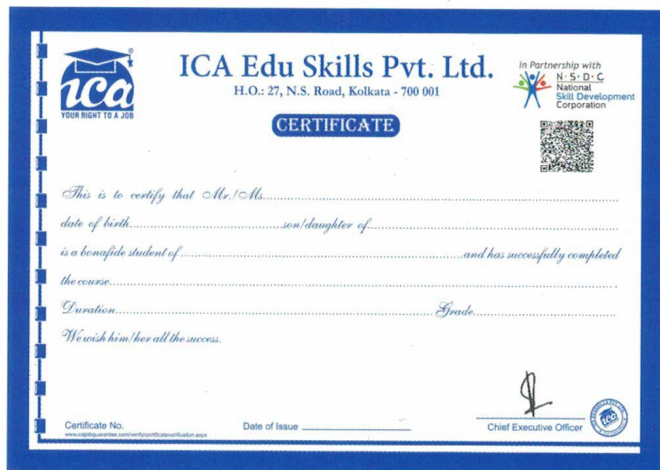 ica
YOUR RIGHT TO A JOB
ICA Edu Skills Pvt. Ltd.
H.O.: 27, N.S. Road, Kolkata - 700 001
CERTIFICATE
In Partnership with
N·S·D·C
National
Skill Development
Corporation
This is to certify that Mr./Ms.
date of birth son/daughter of
is a bonafide student of and has successfully completed
the course
Duration Grade
We wish him/her all the success.
Certificate No. Date of Issue Chief Executive Officer
ica